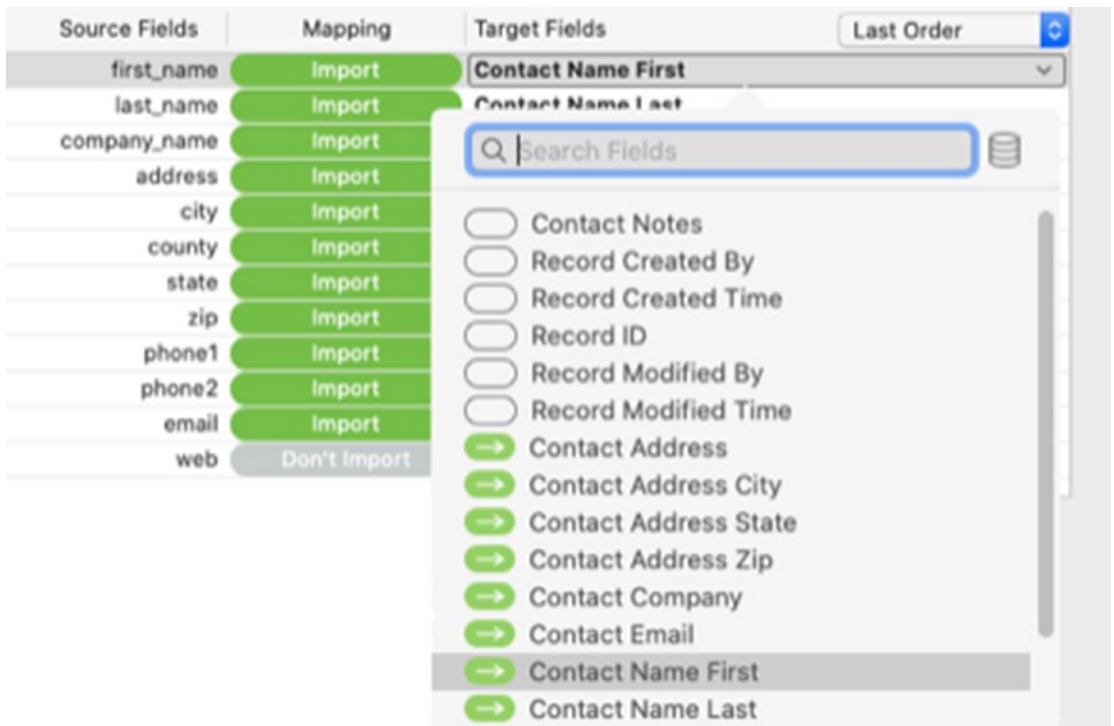 Source Fields Mapping Target Fields Last Order
first_name Import Contact Name First
last_name Import Contact Name Last
company_name Import
address Import
city Import
county Import
state Import
zip Import
phone1 Import
phone2 Import
email Import
web Don't Import
Search Fields
Contact Notes
Record Created By
Record Created Time
Record ID
Record Modified By
Record Modified Time
Contact Address
Contact Address City
Contact Address State
Contact Address Zip
Contact Company
Contact Email
Contact Name First
Contact Name Last